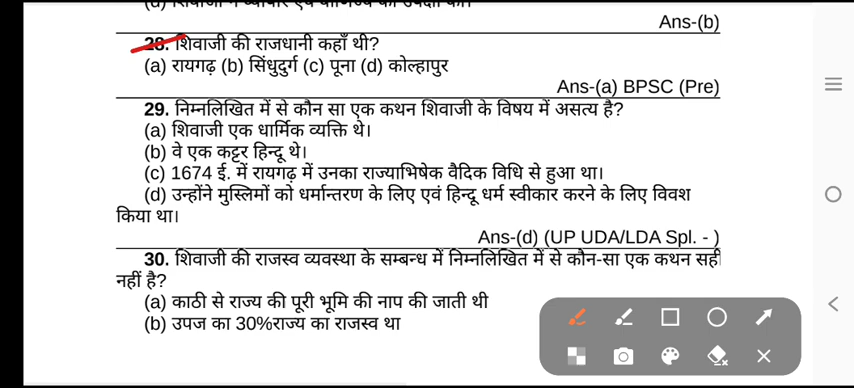 Ans-(b)
28. शिवाजी की राजधानी कहाँ थी?
(a) रायगढ़ (b) सिंधुदुर्ग (c) पूना (d) कोल्हापुर
Ans-(a) BPSC (Pre)
29. निम्नलिखित में से कौन सा एक कथन शिवाजी के विषय में असत्य है?
(a) शिवाजी एक धार्मिक व्यक्ति थे।
(b) वे एक कट्टर हिन्दू थे।
(c) 1674 ई. में रायगढ़ में उनका राज्याभिषेक वैदिक विधि से हुआ था।
(d) उन्होंने मुस्लिमों को धर्मान्तरण के लिए एवं हिन्दू धर्म स्वीकार करने के लिए विवश
किया था।
Ans-(d) (UP UDA/LDA Spl. - )
30. शिवाजी की राजस्व व्यवस्था के सम्बन्ध में निम्नलिखित में से कौन-सा एक कथन सही
नहीं है?
(a) काठी से राज्य की पूरी भूमि की नाप की जाती थी
(b) उपज का 30%राज्य का राजस्व था